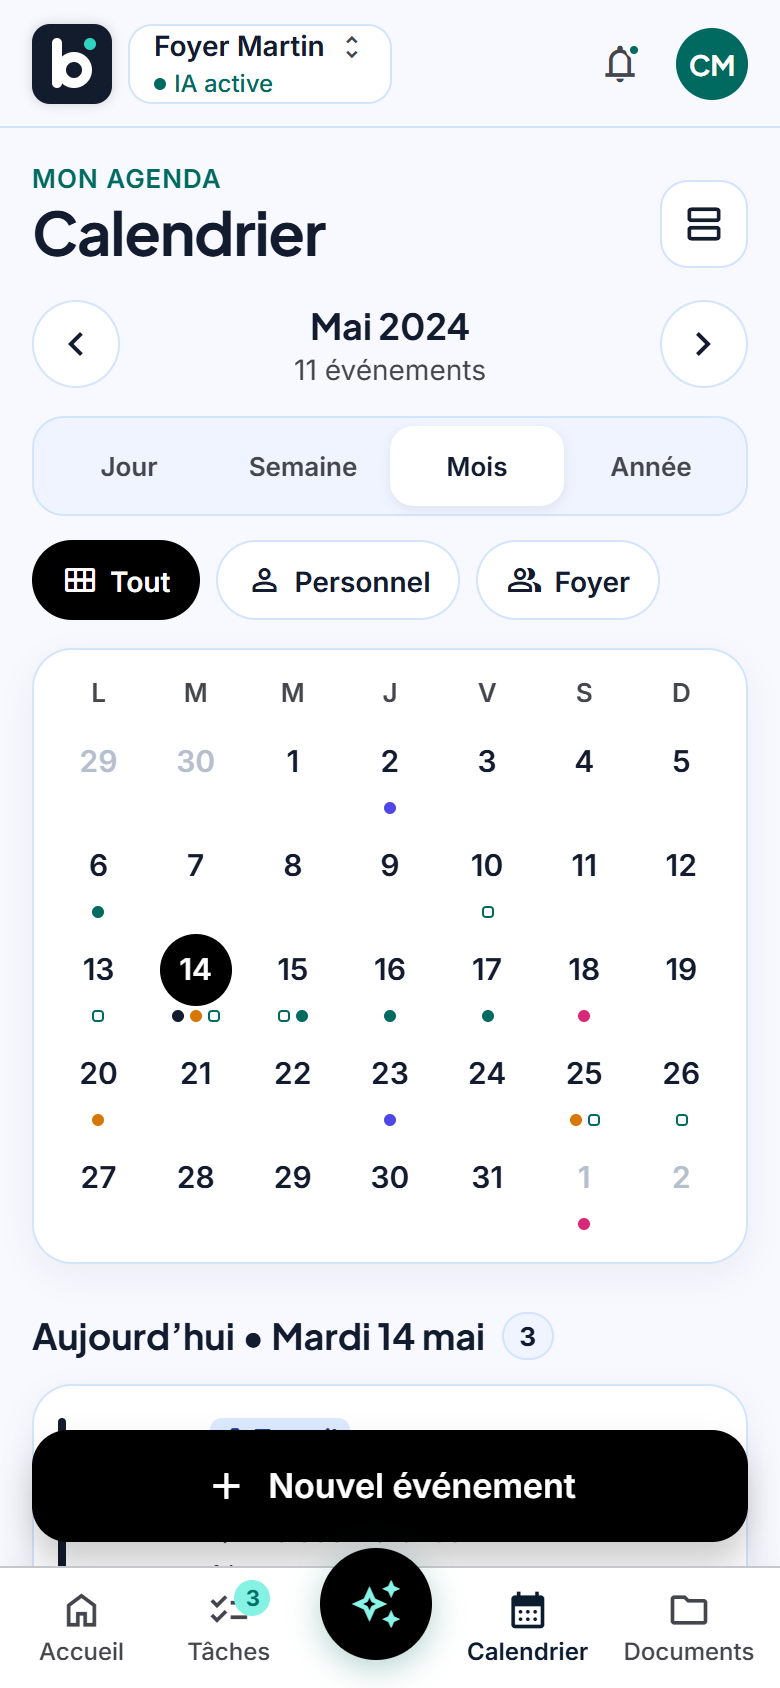 b
Foyer Martin
IA active
CM
MON AGENDA
Calendrier
Mai 2024
11 événements
Jour Semaine Mois Année
Tout Personnel Foyer
L M M J V S D
29 30 1 2 3 4 5
6 7 8 9 10 11 12
13 14 15 16 17 18 19
20 21 22 23 24 25 26
27 28 29 30 31 1 2
Aujourd’hui • Mardi 14 mai 3
+ Nouvel événement
3
Accueil Tâches Calendrier Documents